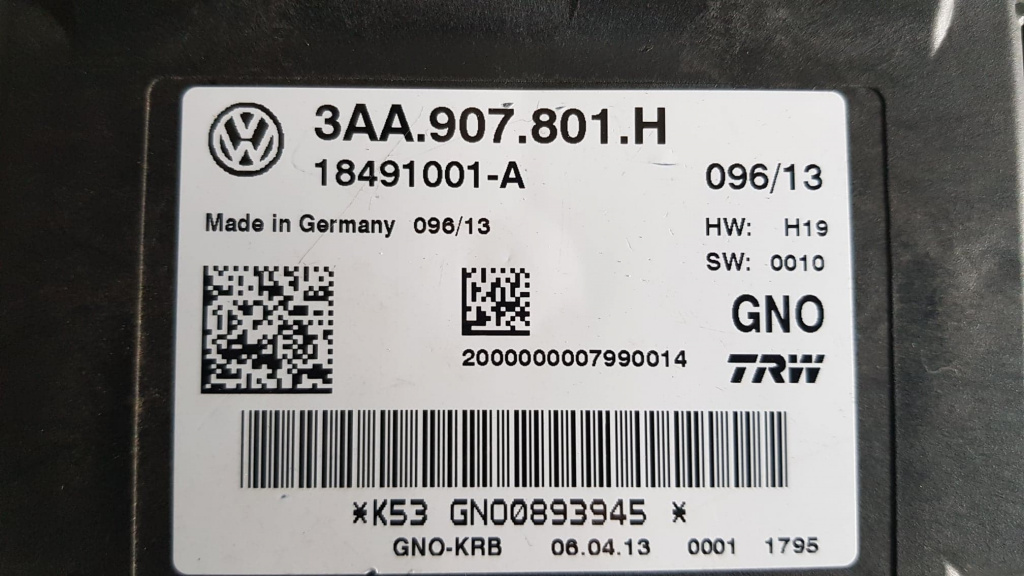 3AA.907.801.H
18491001-A 096/13
Made in Germany 096/13 HW: H19
SW: 0010
GNO
2000000007990014 TRW
*K53 GNO0893945 *
GNO-KRB 06.04.13 0001 1795